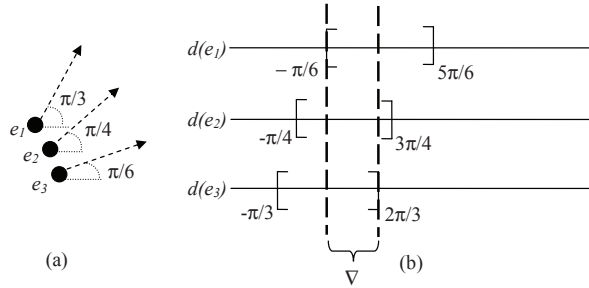 π/3
e1
π/4
e2
π/6
e3
(a)
d(e1)
− π/6
5π/6
d(e2)
-π/4
3π/4
d(e3)
-π/3
2π/3
∇
(b)